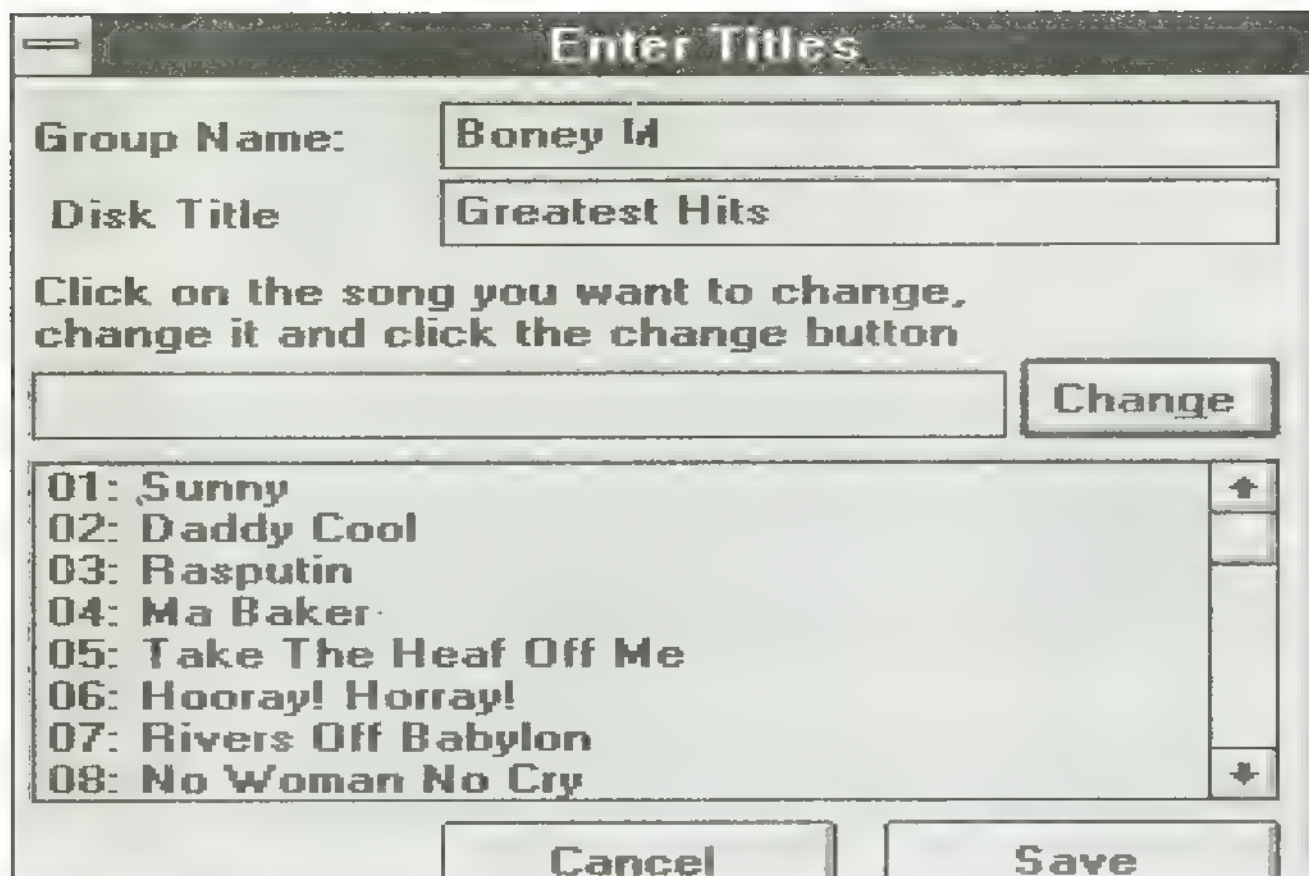 Enter Titles
Group Name: Boney M
Disk Title Greatest Hits
Click on the song you want to change,
change it and click the change button
Change
01: Sunny
02: Daddy Cool
03: Rasputin
04: Ma Baker
05: Take The Heaf Off Me
06: Hooray! Horray!
07: Rivers Off Babylon
08: No Woman No Cry
Cancel Save